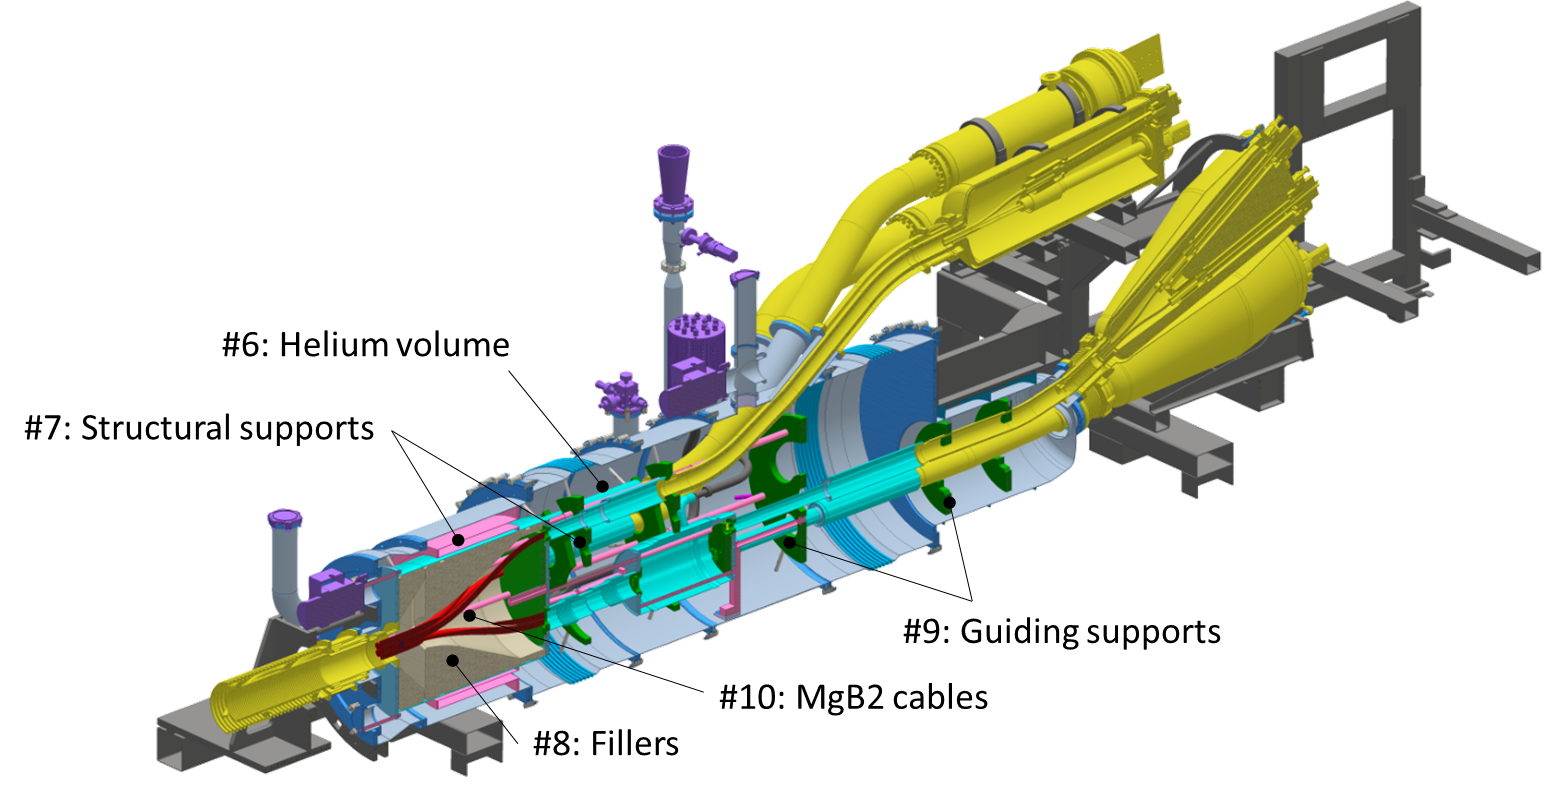 #6: Helium volume
#7: Structural supports
#9: Guiding supports
#10: MgB2 cables
#8: Fillers